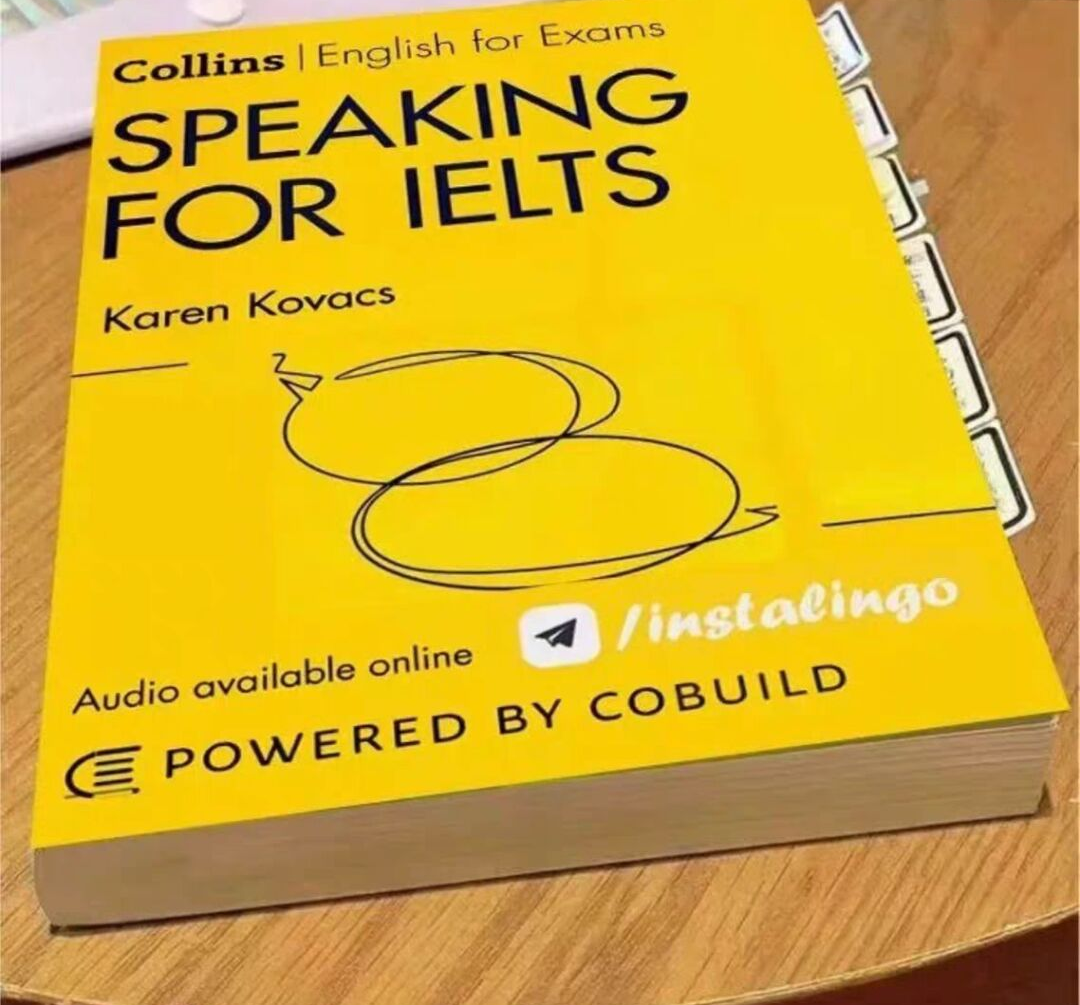 Collins | English for Exams
SPEAKING
FOR IELTS
Karen Kovacs
/instalingo
Audio available online
POWERED BY COBUILD